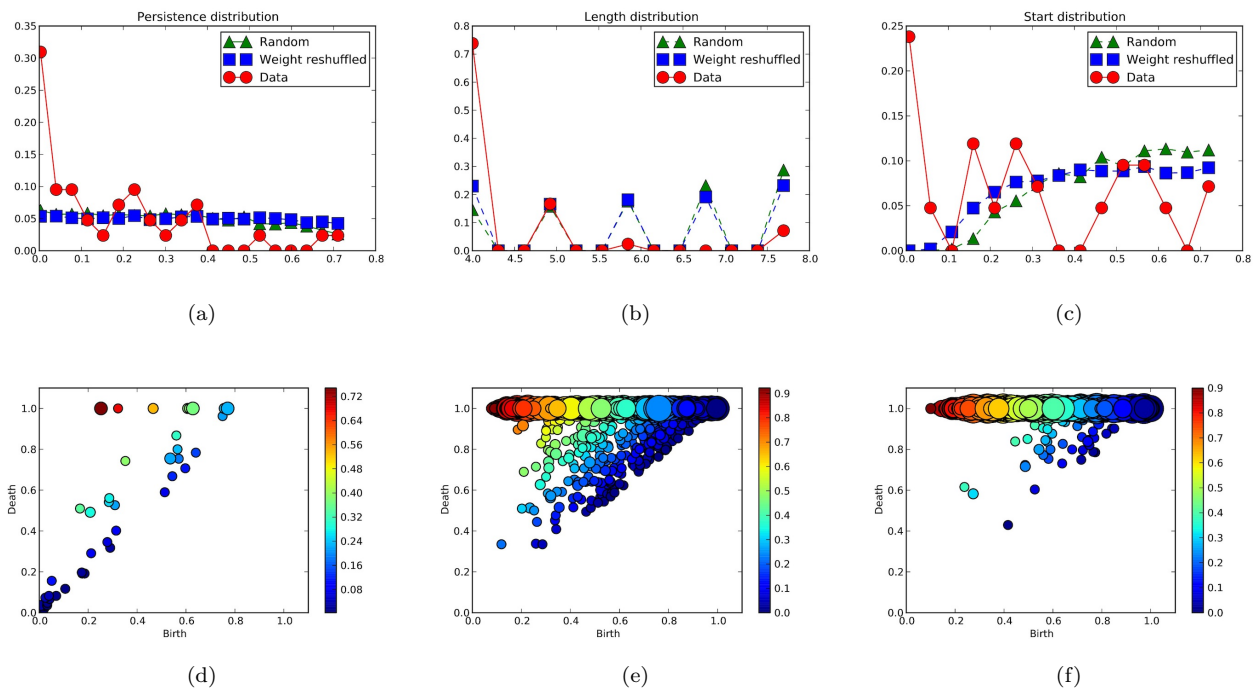 Persistence distribution
0.35
0.30
0.25
0.20
0.15
0.10
0.05
0.00
0.0 0.1 0.2 0.3 0.4 0.5 0.6 0.7 0.8
Random
Weight reshuffled
Data
(a)
Length distribution
0.8
0.7
0.6
0.5
0.4
0.3
0.2
0.1
0.0
4.0 4.5 5.0 5.5 6.0 6.5 7.0 7.5 8.0
Random
Weight reshuffled
Data
(b)
Start distribution
0.25
0.20
0.15
0.10
0.05
0.00
0.0 0.1 0.2 0.3 0.4 0.5 0.6 0.7 0.8
Random
Weight reshuffled
Data
(c)
1.0
0.8
0.6
0.4
0.2
0.0
Death
0.0 0.2 0.4 0.6 0.8 1.0
Birth
0.72
0.64
0.56
0.48
0.40
0.32
0.24
0.16
0.08
(d)
1.0
0.8
0.6
0.4
0.2
0.0
Death
0.0 0.2 0.4 0.6 0.8 1.0
Birth
0.9
0.8
0.7
0.6
0.5
0.4
0.3
0.2
0.1
0.0
(e)
1.0
0.8
0.6
0.4
0.2
0.0
Death
0.0 0.2 0.4 0.6 0.8 1.0
Birth
0.9
0.8
0.7
0.6
0.5
0.4
0.3
0.2
0.1
0.0
(f)